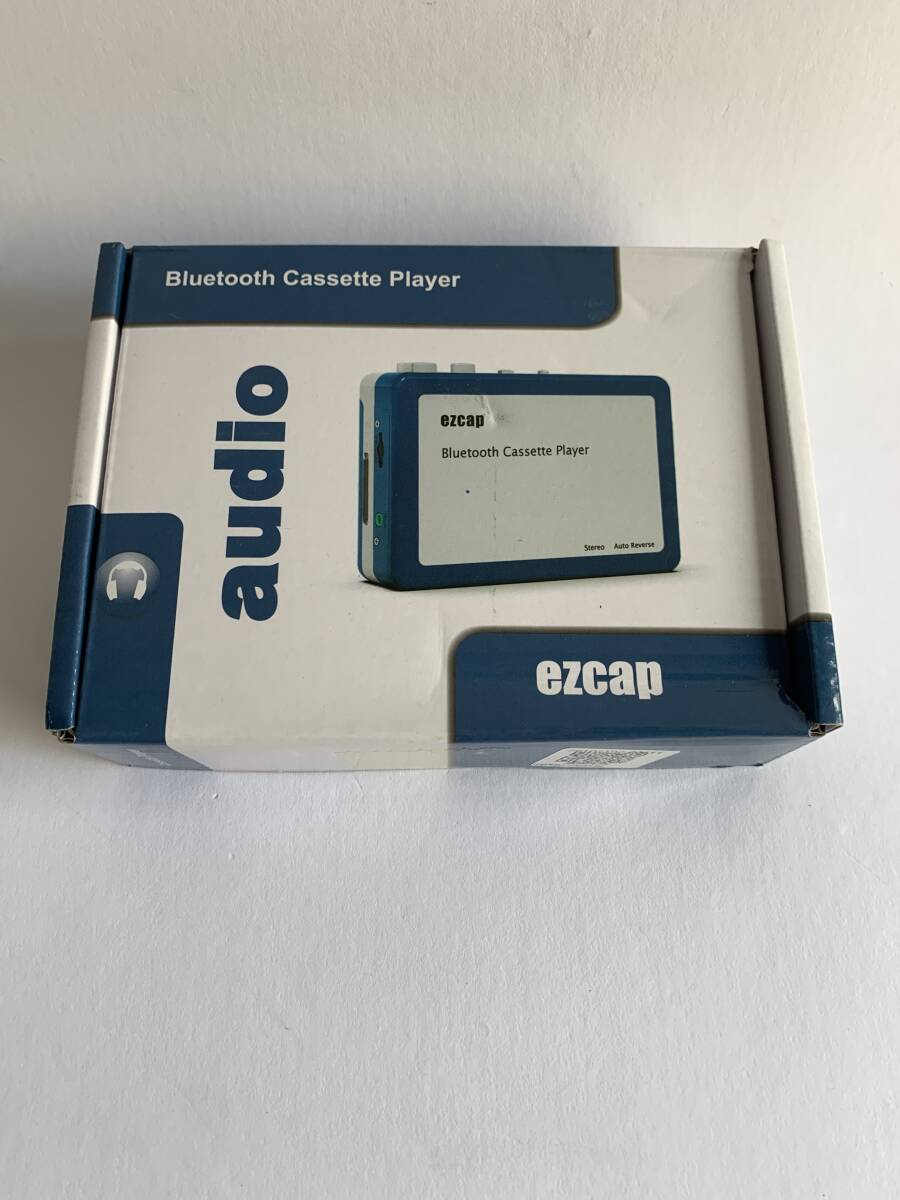 Bluetooth Cassette Player
audio
ezcap
Bluetooth Cassette Player
Stereo Auto Reverse
ezcap